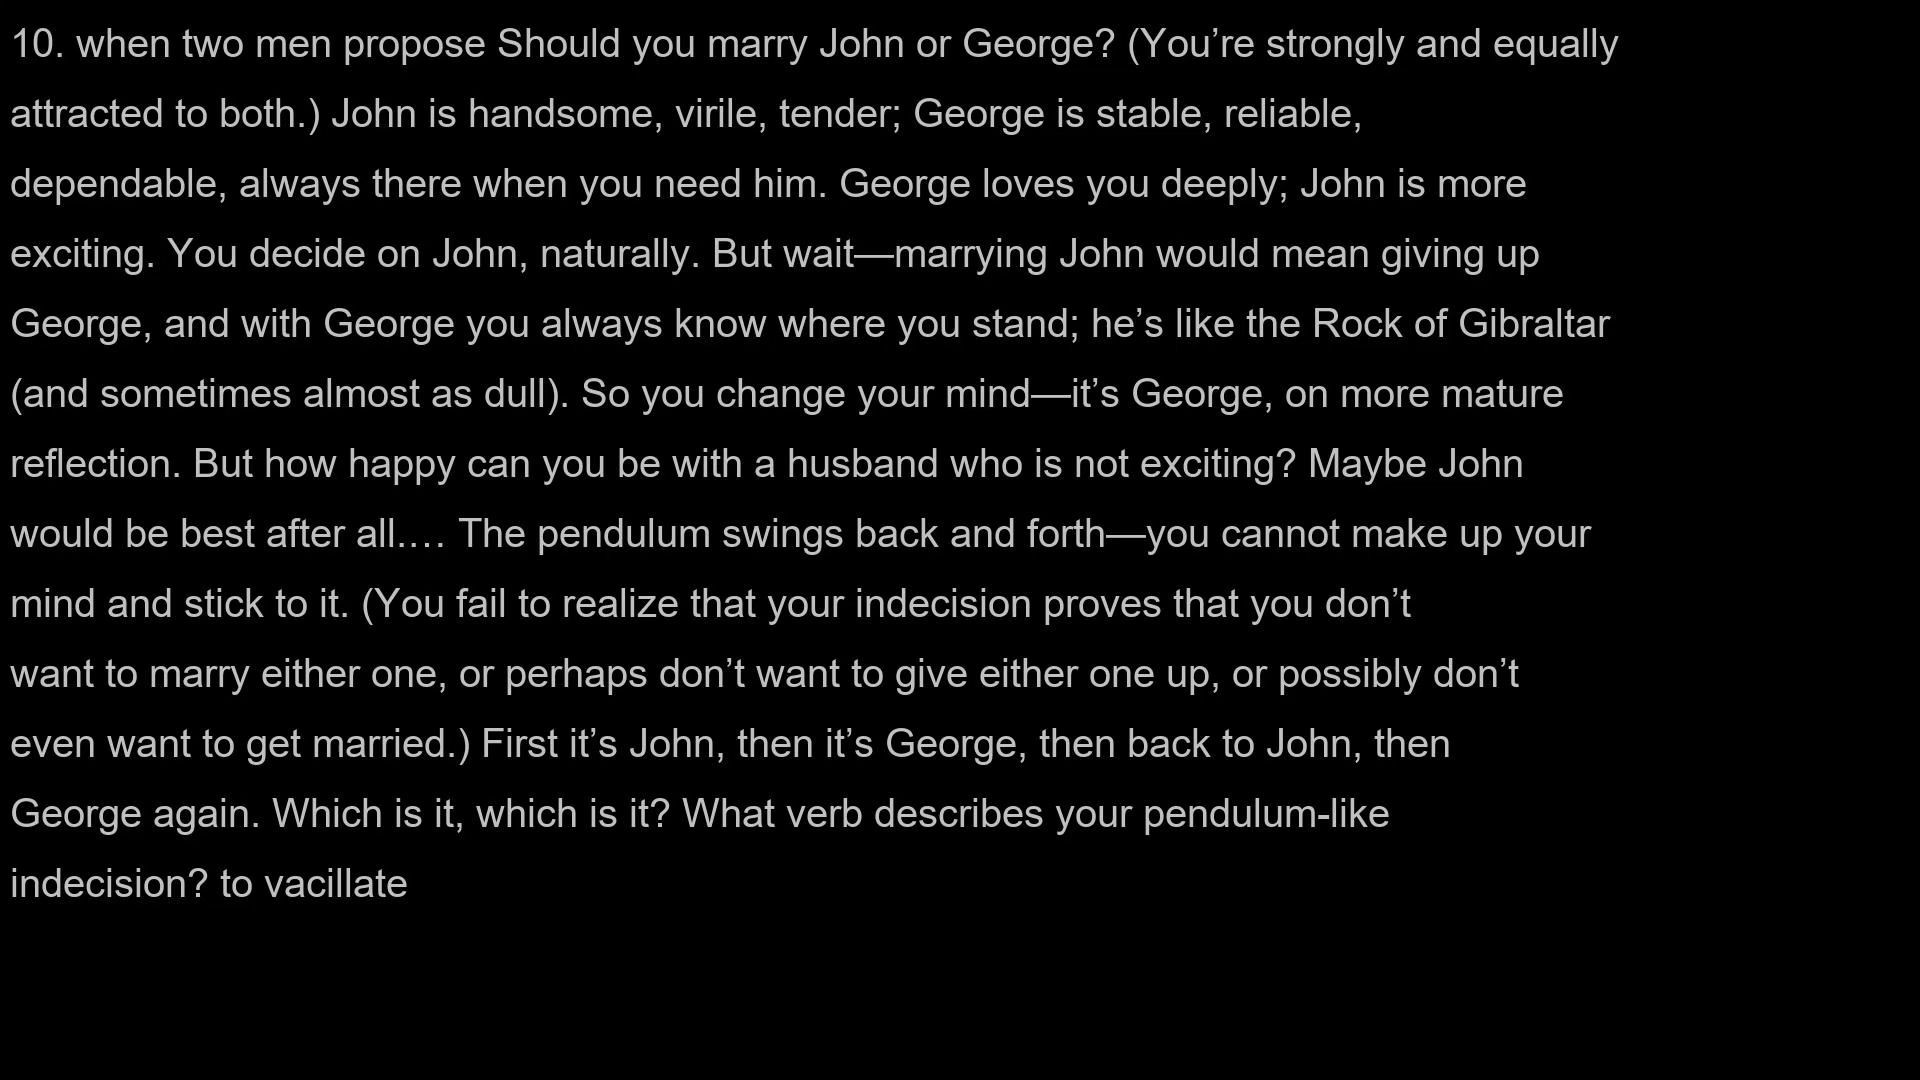 10. when two men propose Should you marry John or George? (You’re strongly and equally
attracted to both.) John is handsome, virile, tender; George is stable, reliable,
dependable, always there when you need him. George loves you deeply; John is more
exciting. You decide on John, naturally. But wait—marrying John would mean giving up
George, and with George you always know where you stand; he’s like the Rock of Gibraltar
(and sometimes almost as dull). So you change your mind—it’s George, on more mature
reflection. But how happy can you be with a husband who is not exciting? Maybe John
would be best after all.… The pendulum swings back and forth—you cannot make up your
mind and stick to it. (You fail to realize that your indecision proves that you don’t
want to marry either one, or perhaps don’t want to give either one up, or possibly don’t
even want to get married.) First it’s John, then it’s George, then back to John, then
George again. Which is it, which is it? What verb describes your pendulum-like
indecision? to vacillate